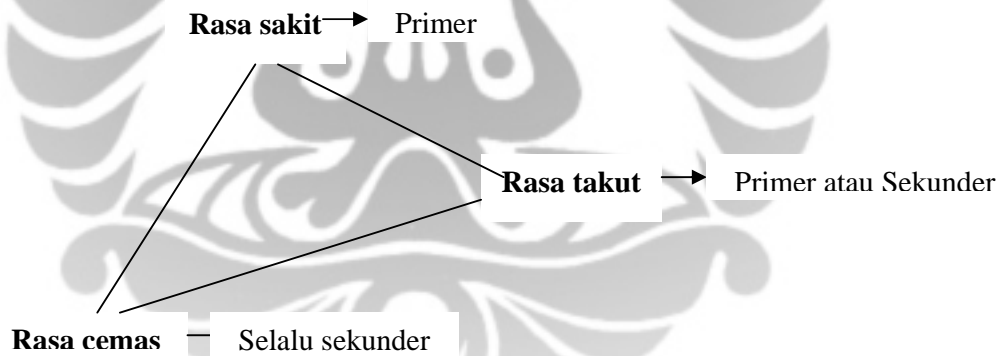 Rasa sakit Primer
Rasa takut Primer atau Sekunder
Rasa cemas Selalu sekunder